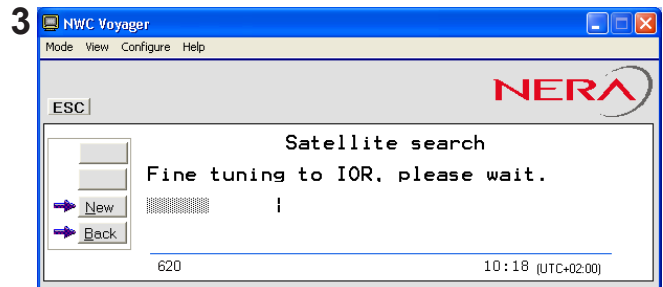 3
NWC Voyager
Mode View Configure Help
NERA
ESC
Satellite search
Fine tuning to IOR, please wait.
New
Back
620 10:18 (UTC+02:00)